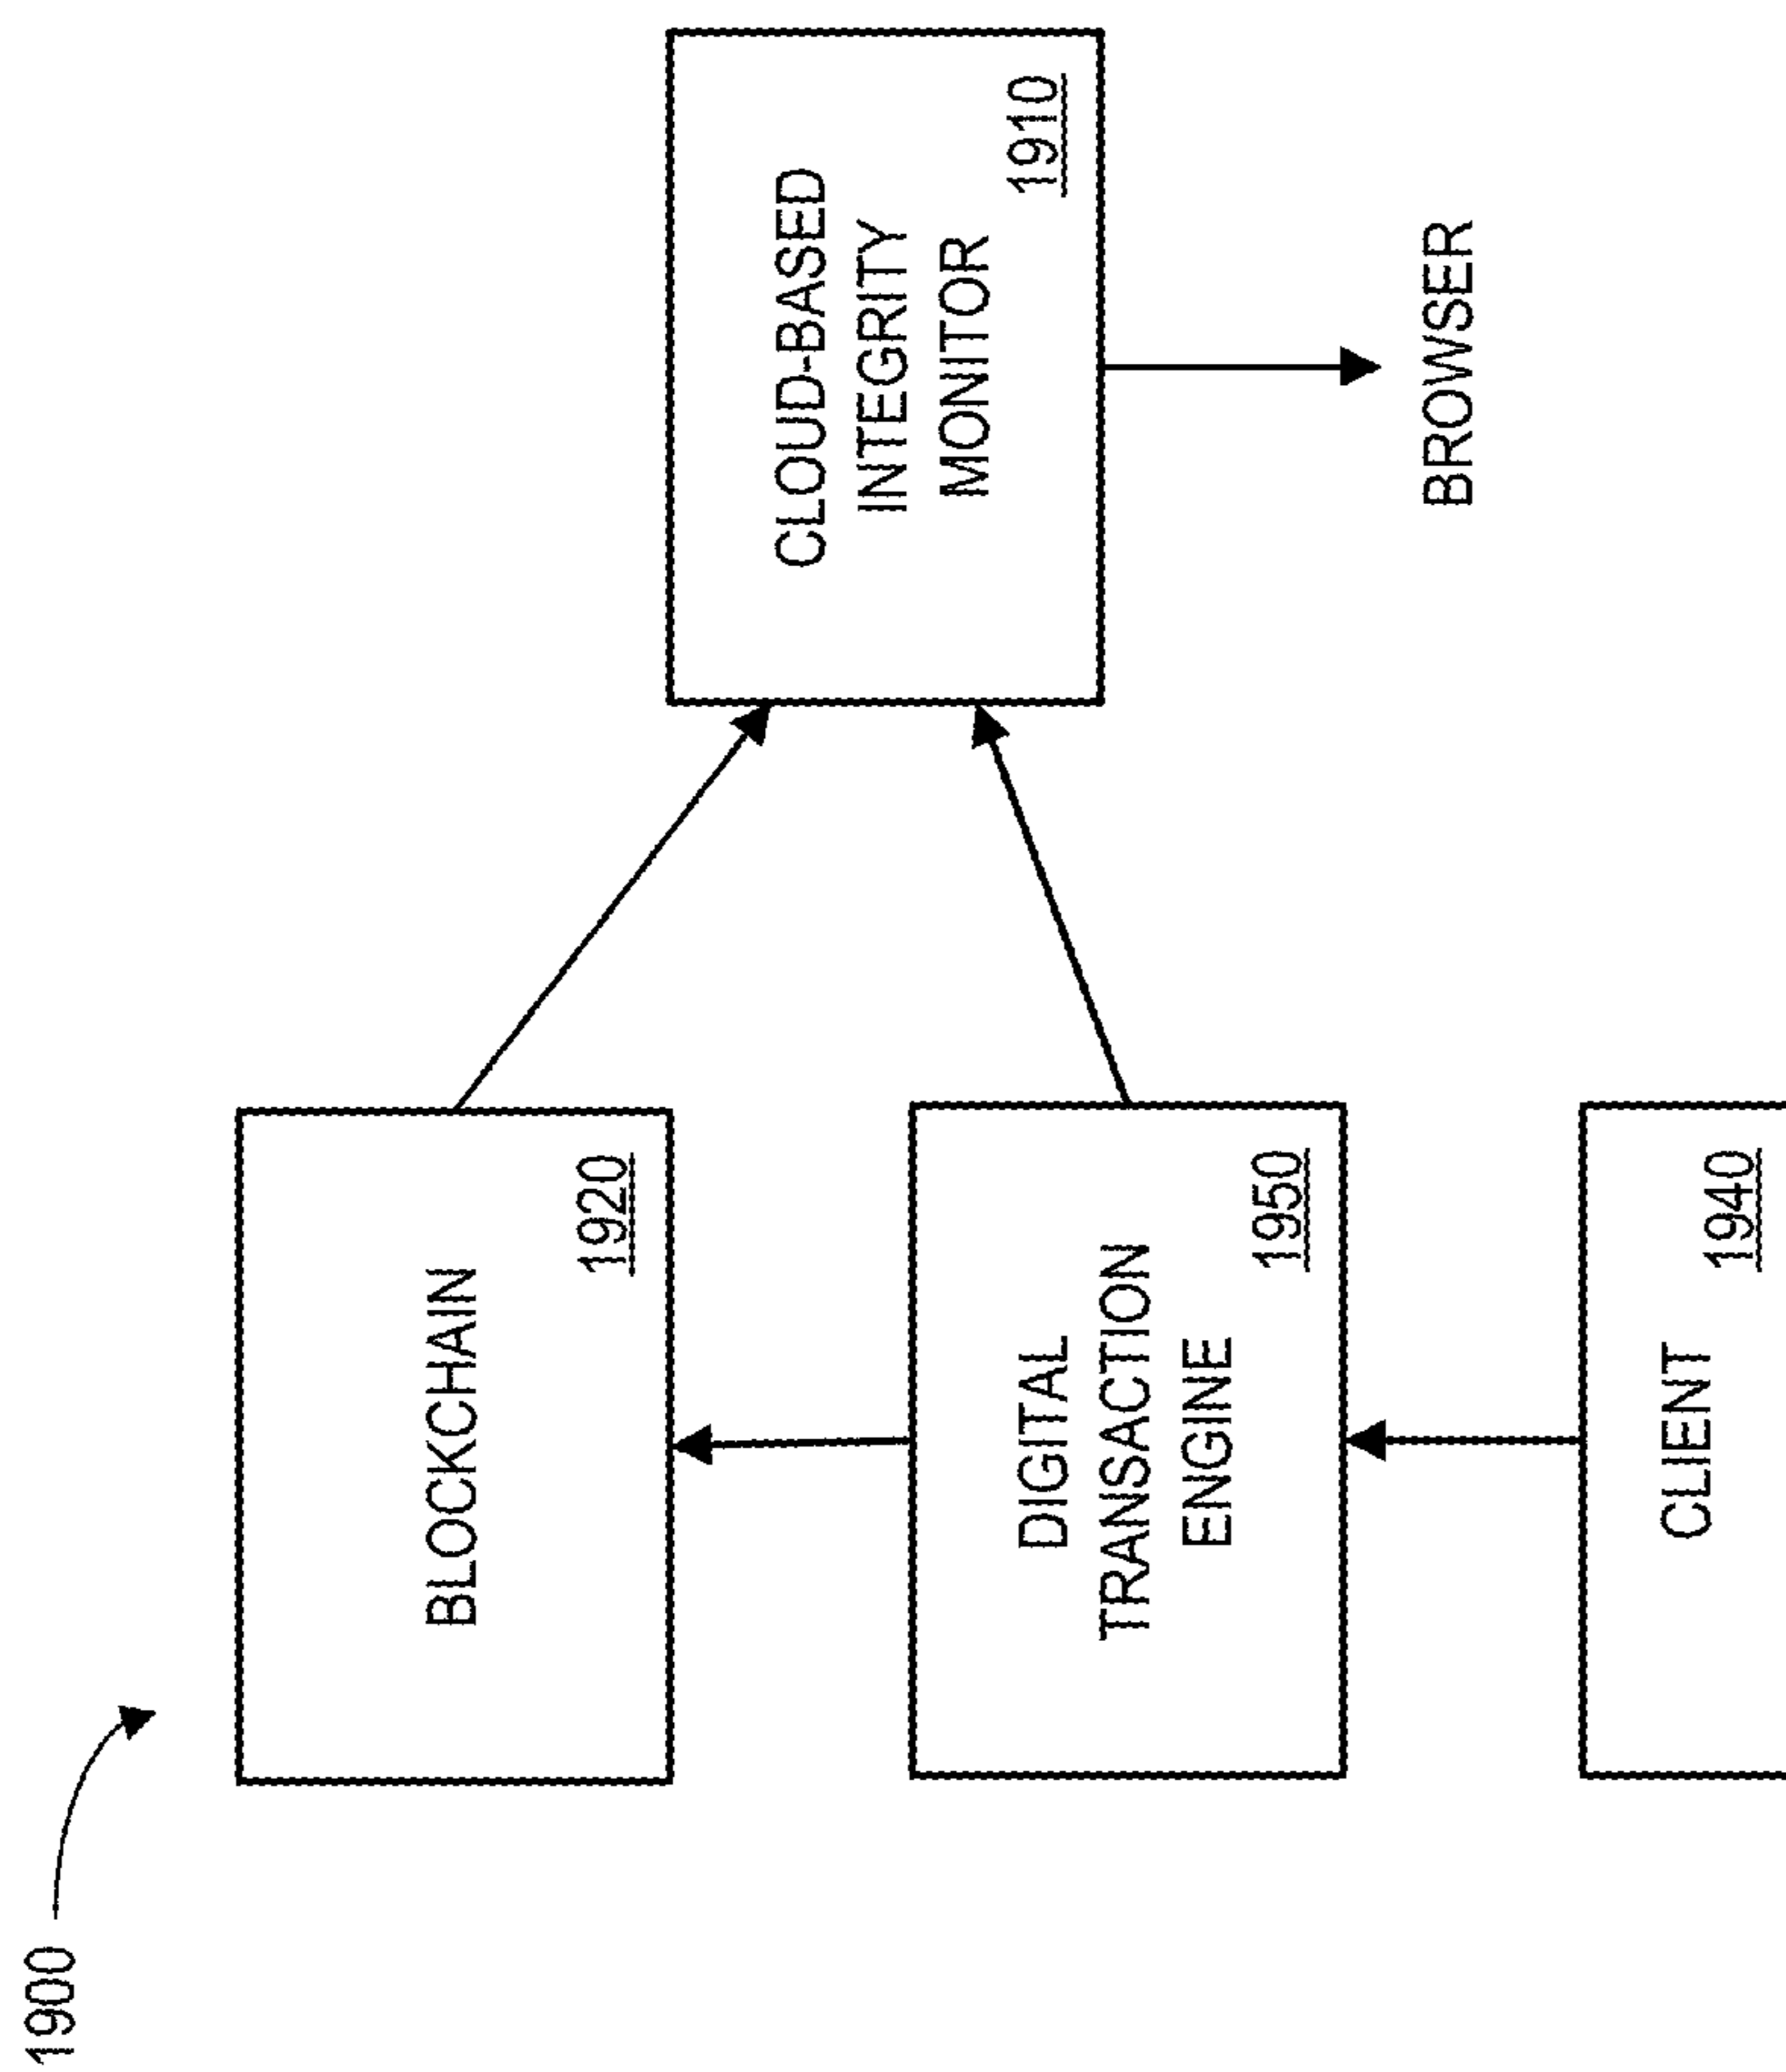 1900
BLOCKCHAIN
1920
CLOUD-BASED
INTEGRITY
MONITOR
1910
DIGITAL
TRANSACTION
ENGINE
1950
BROWSER
CLIENT
1940